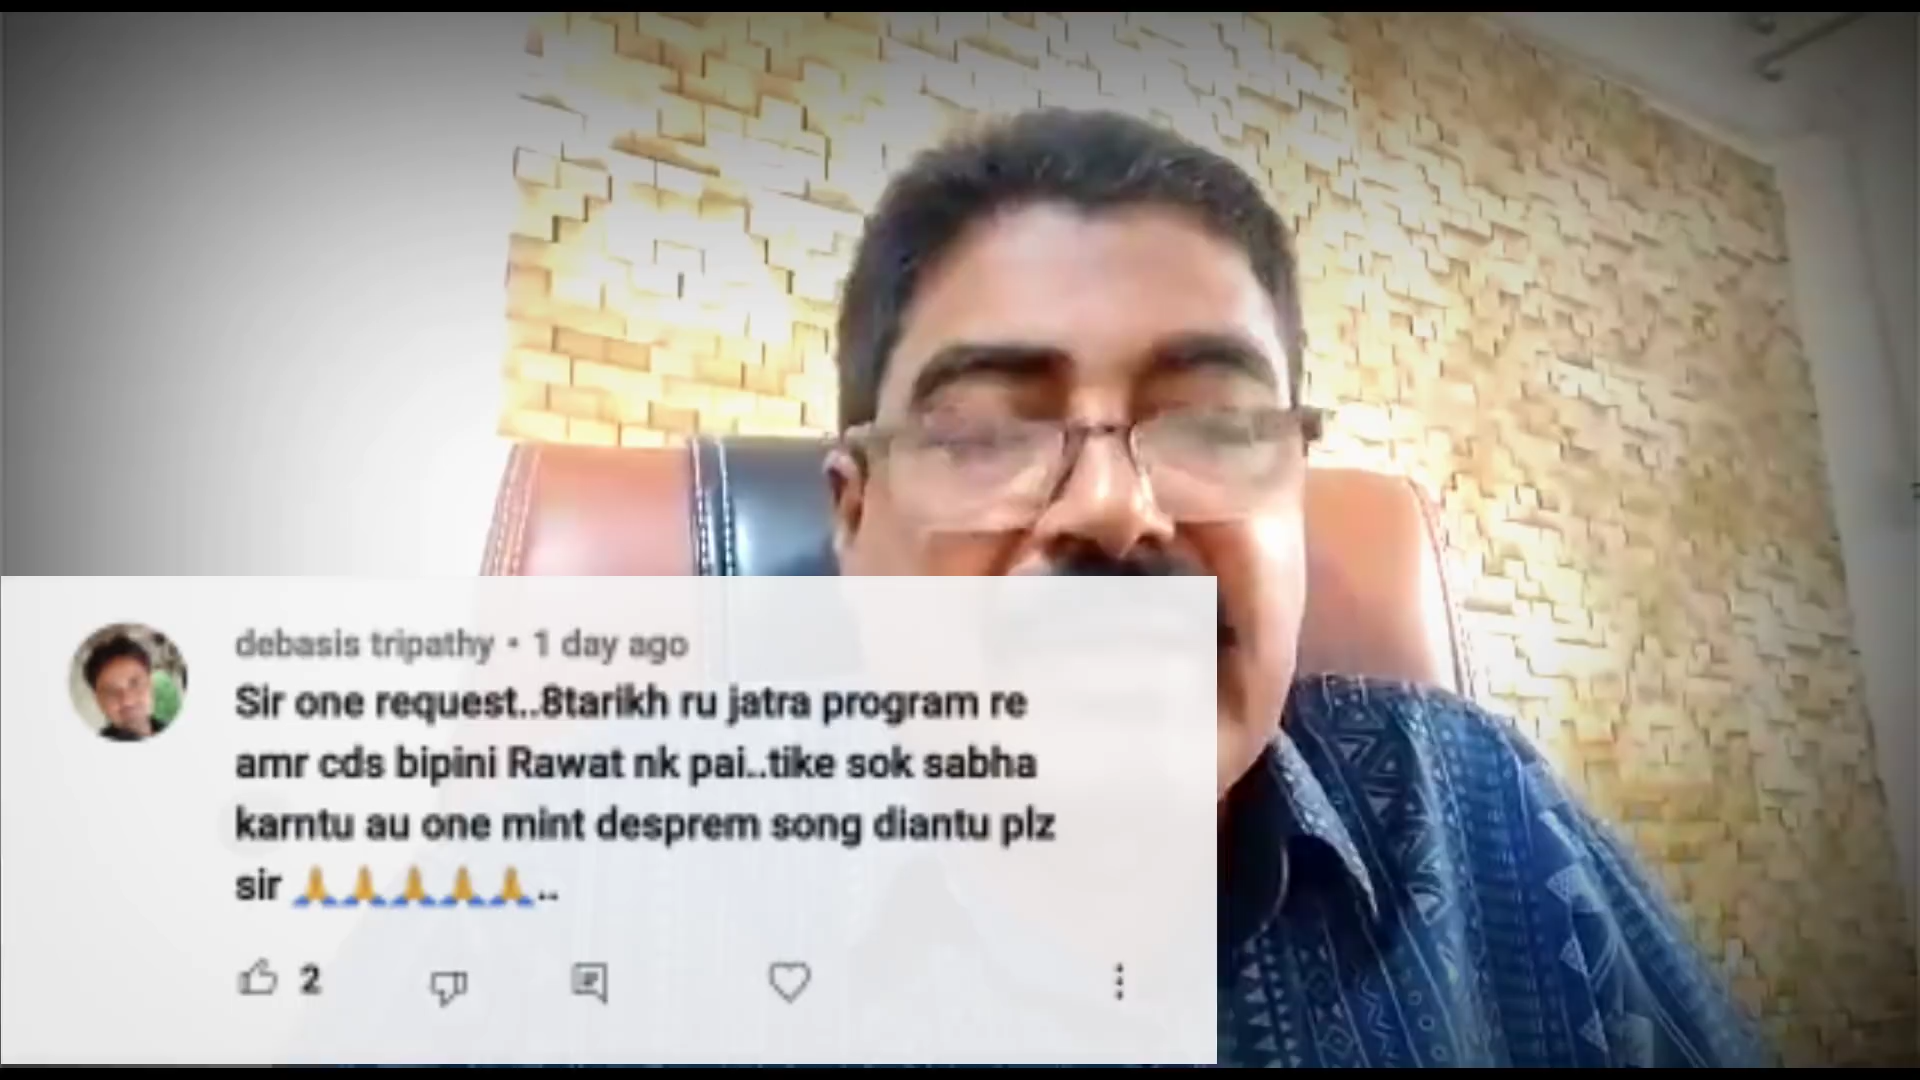 debasis tripathy • 1 day ago
Sir one request..8tarikh ru jatra program re
amr cds bipini Rawat nk pai..tike sok sabha
karntu au one mint desprem song diantu plz
sir 🙏🙏🙏🙏🙏..
2